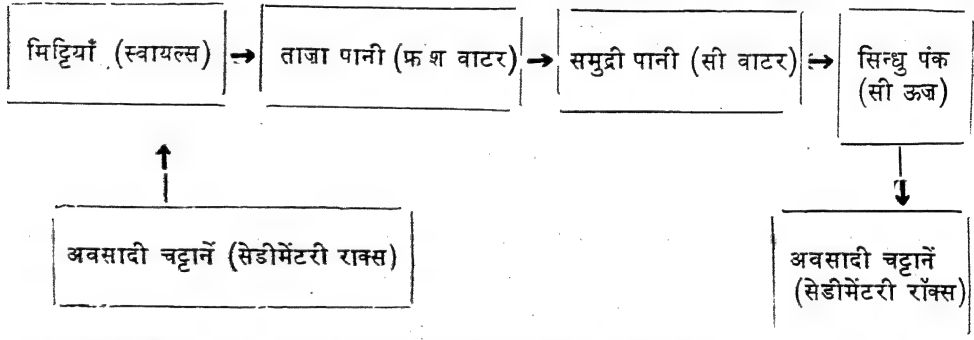 मिट्टियाँ (स्वायल्स) → ताजा पानी (फ्रेश वाटर) → समुद्री पानी (सी वाटर) → सिन्धु पंक
(सी ऊज)
अवसादी चट्टानें (सेडीमेंटरी राक्स)
अवसादी चट्टानें
(सेडीमेंटरी रॉक्स)